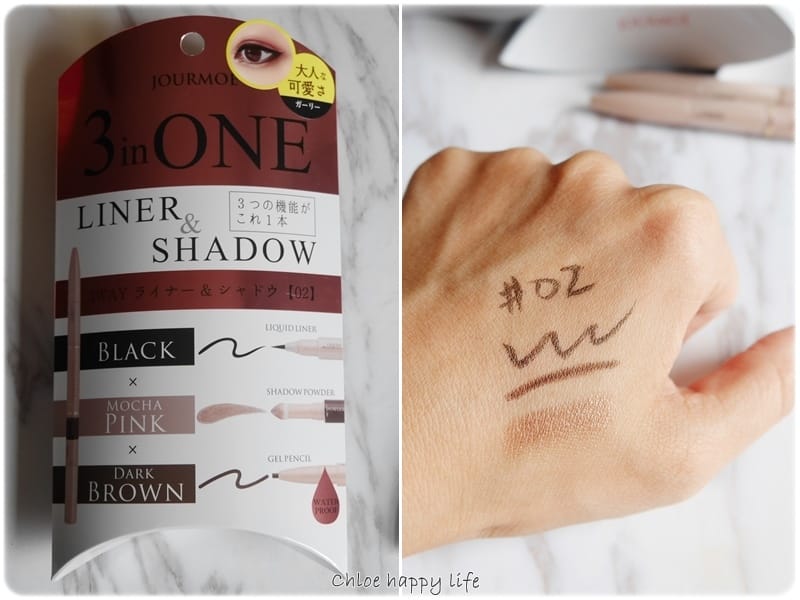 大人な
可愛さ
ガーリー
JOURMOE
3 in ONE
LINER
&
SHADOW
3つの機能が
これ1本
3WAY ライナー&シャドウ【02】
LIQUID LINER
BLACK
×
SHADOW POWDER
MOCHA
PINK
×
GEL PENCIL
DARK
BROWN
WATER
PROOF
#02
Chloe happy life